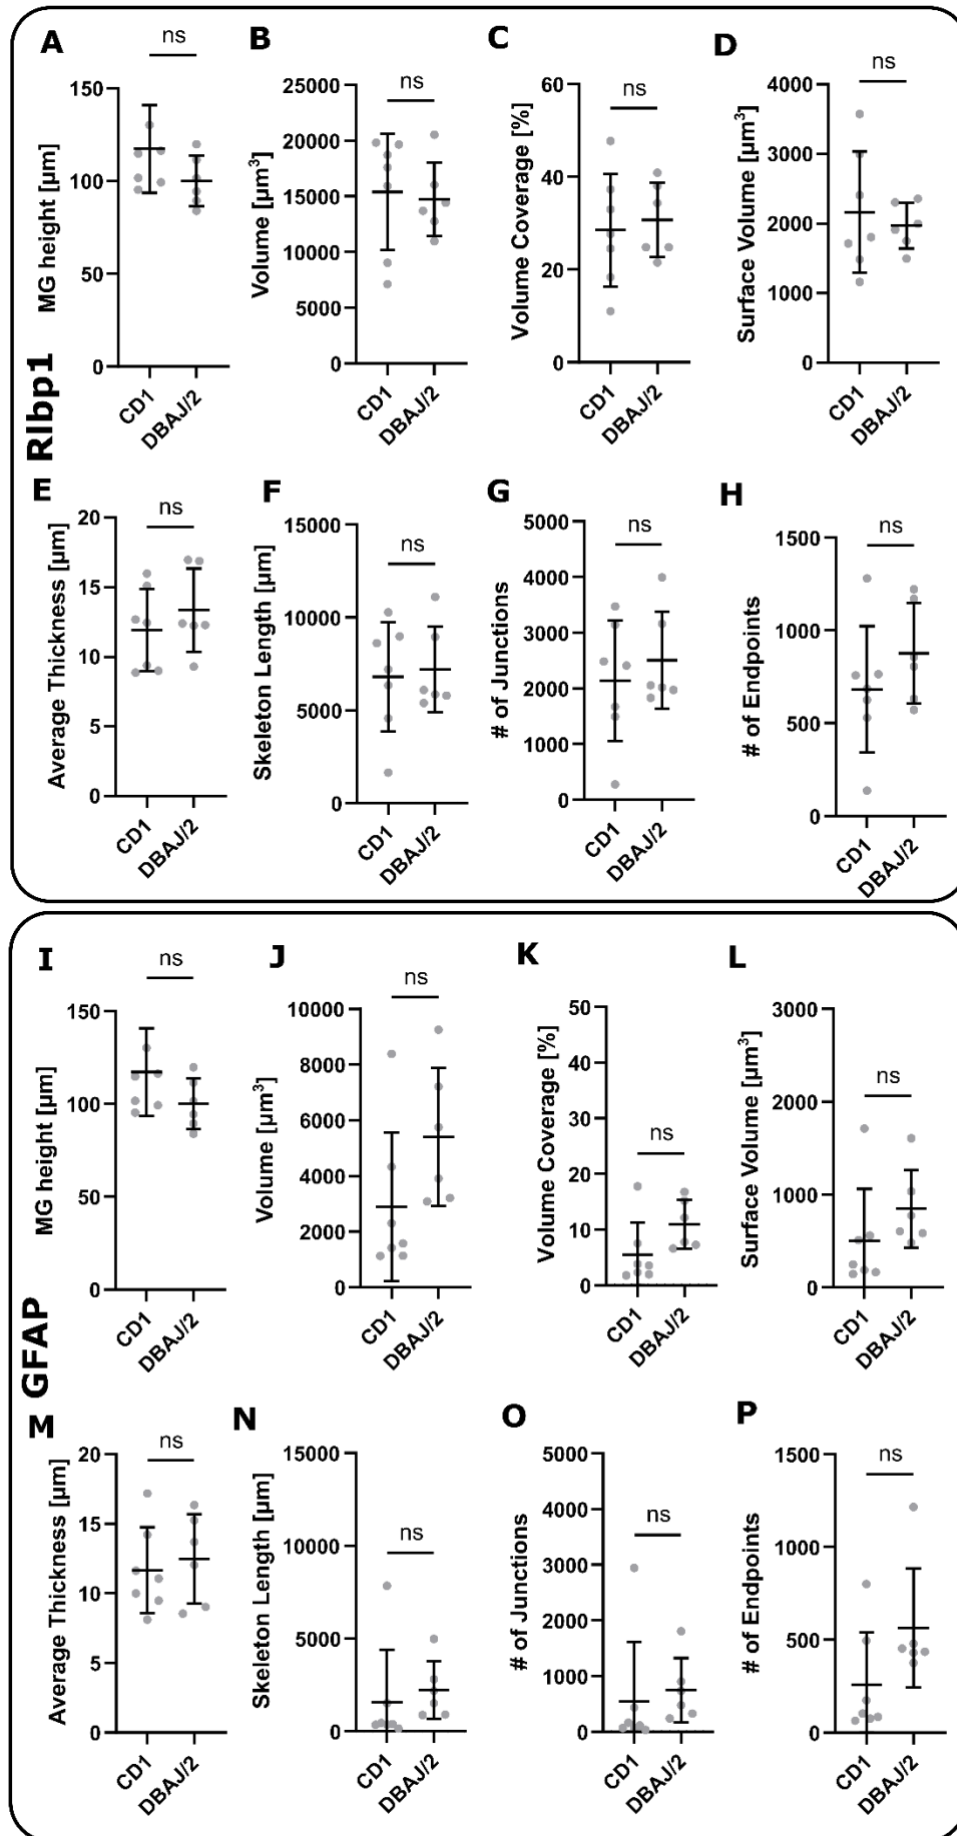 Rlbp1
A
ns
MG height [µm]
150
100
50
0
CD1
DBAJ/2
B
ns
Volume [µm³]
25000
20000
15000
10000
5000
0
CD1
DBAJ/2
C
ns
Volume Coverage [%]
60
40
20
0
CD1
DBAJ/2
D
ns
Surface Volume [µm³]
4000
3000
2000
1000
0
CD1
DBAJ/2
E
ns
Average Thickness [µm]
20
15
10
5
0
CD1
DBAJ/2
F
ns
Skeleton Length [µm]
15000
10000
5000
0
CD1
DBAJ/2
G
ns
# of Junctions
5000
4000
3000
2000
1000
0
CD1
DBAJ/2
H
ns
# of Endpoints
1500
1000
500
0
CD1
DBAJ/2
GFAP
I
ns
MG height [µm]
150
100
50
0
CD1
DBAJ/2
J
ns
Volume [µm³]
10000
8000
6000
4000
2000
0
CD1
DBAJ/2
K
ns
Volume Coverage [%]
50
40
30
20
10
0
CD1
DBAJ/2
L
ns
Surface Volume [µm³]
3000
2000
1000
0
CD1
DBAJ/2
M
ns
Average Thickness [µm]
20
15
10
5
0
CD1
DBAJ/2
N
ns
Skeleton Length [µm]
15000
10000
5000
0
CD1
DBAJ/2
O
ns
# of Junctions
5000
4000
3000
2000
1000
0
CD1
DBAJ/2
P
ns
# of Endpoints
1500
1000
500
0
CD1
DBAJ/2